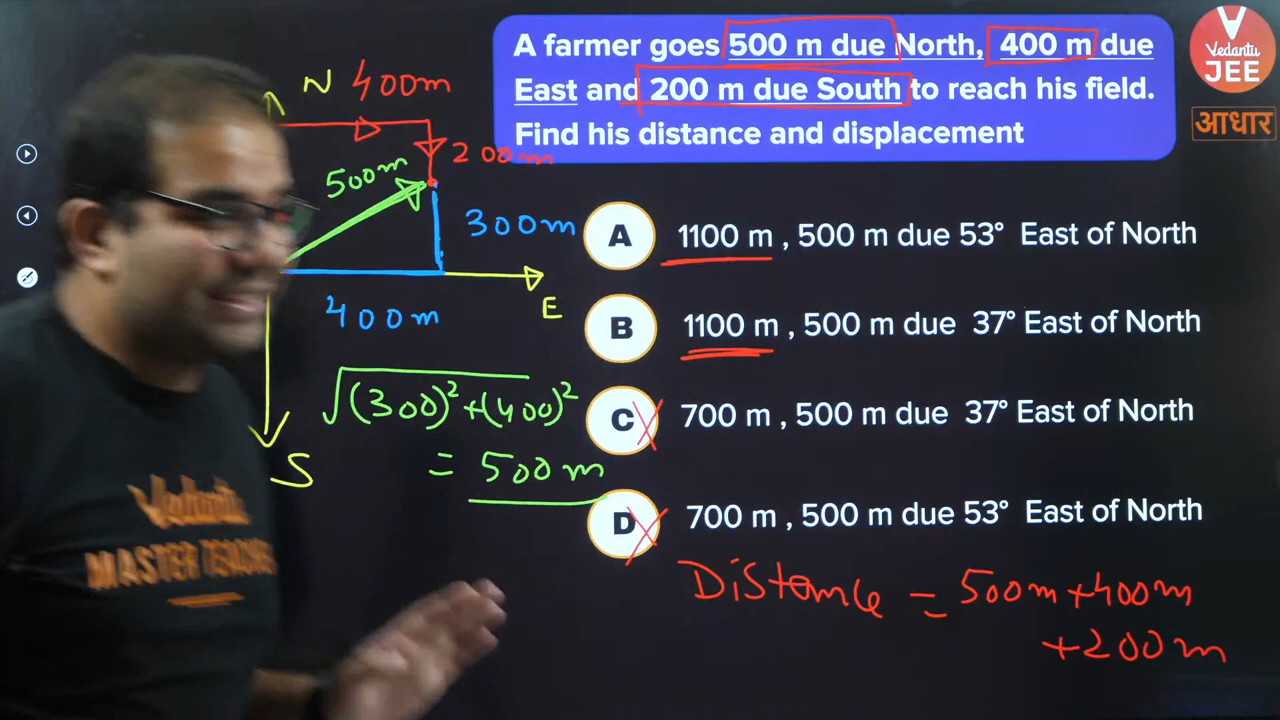 A farmer goes 500 m due North, 400 m due
East and 200 m due South to reach his field.
Find his distance and displacement
Vedantu
JEE
आधार
N 400m
200m
500m
300m
E
400m
S
√(300)² + (400)²
= 500m
A 1100 m , 500 m due 53° East of North
B 1100 m , 500 m due 37° East of North
C 700 m , 500 m due 37° East of North
D 700 m , 500 m due 53° East of North
Distance = 500m + 400m
+ 200m
Vedantu
MASTER TEACHER